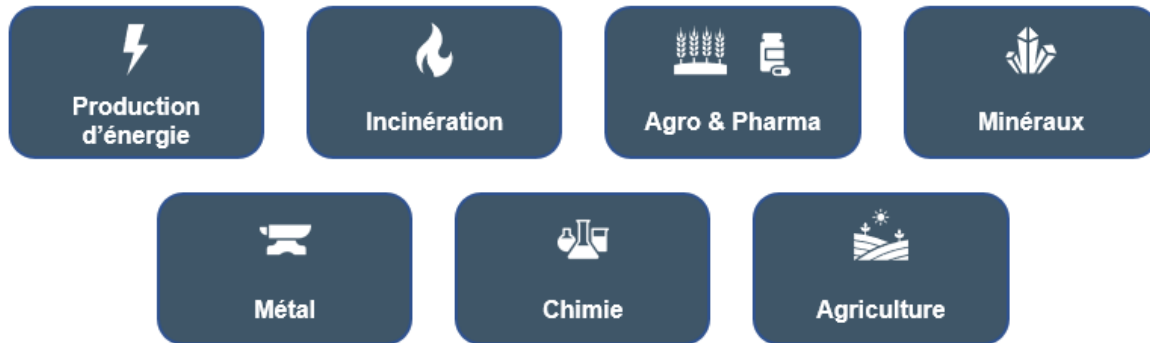 Production
d’énergie
Incinération
Agro & Pharma
Minéraux
Métal
Chimie
Agriculture